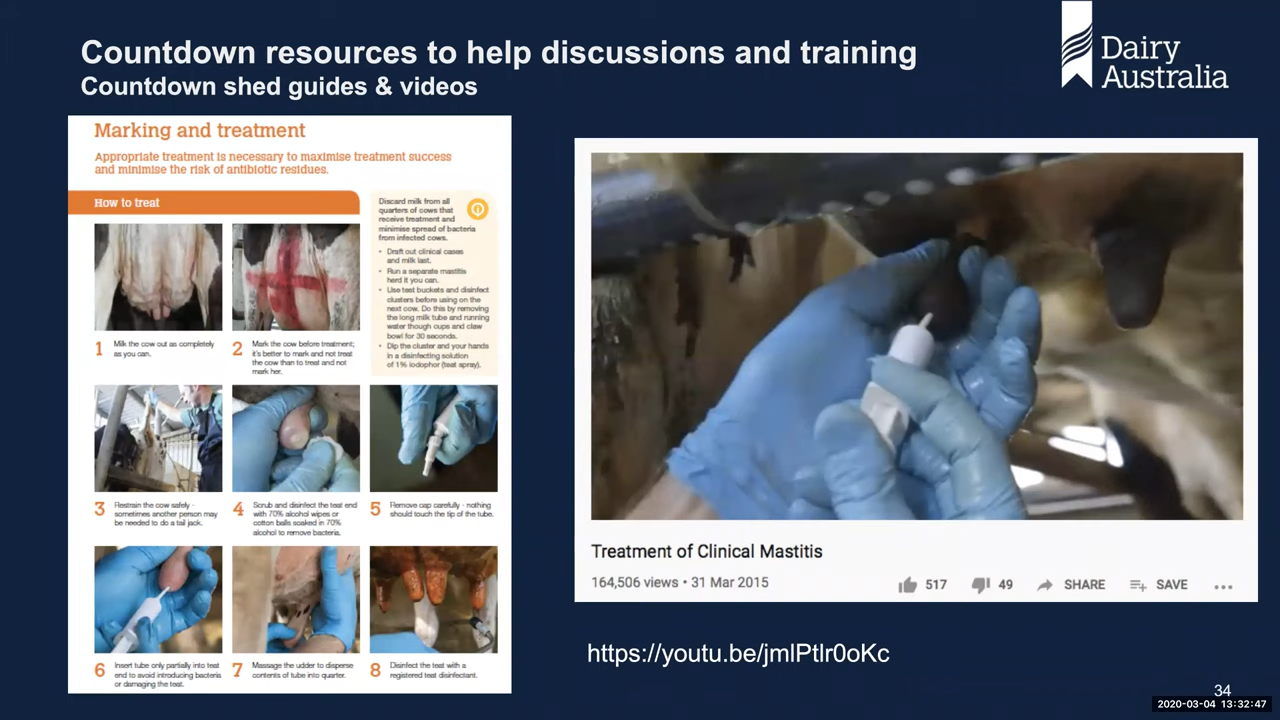 Countdown resources to help discussions and training
Countdown shed guides & videos
Dairy
Australia
Marking and treatment
Appropriate treatment is necessary to maximise treatment success
and minimise the risk of antibiotic residues.
How to treat
Discard milk from all
quarters of cows that
receive treatment and
minimise spread of bacteria
from infected cows.
• Draft out clinical cases
and milk last.
• Run a separate mastitis
herd it you can.
• Use test buckets and disinfect
clusters before using on the
next cow. Do this by removing
the long milk tube and running
water though cups and claw
bowl for 30 seconds.
• Dip the cluster and your hands
in a disinfecting solution
of 1% iodophor (teat spray).
1 Milk the cow out as completely
as you can.
2 Mark the cow before treatment;
it's better to mark and not treat
the cow than to treat and not
mark her.
3 Restrain the cow safely -
sometimes another person may
be needed to do a tail jack.
4 Scrub and disinfect the teat end
with 70% alcohol wipes or
cotton balls soaked in 70%
alcohol to remove bacteria.
5 Remove cap carefully - nothing
should touch the tip of the tube.
6 Insert tube only partially into teat
end to avoid introducing bacteria
or damaging the teat.
7 Massage the udder to disperse
contents of tube into quarter.
8 Disinfect the teat with a
registered teat disinfectant.
Treatment of Clinical Mastitis
164,506 views • 31 Mar 2015
517
49
SHARE
SAVE
https://youtu.be/jmlPtlr0oKc
34
2020-03-04 13:32:47